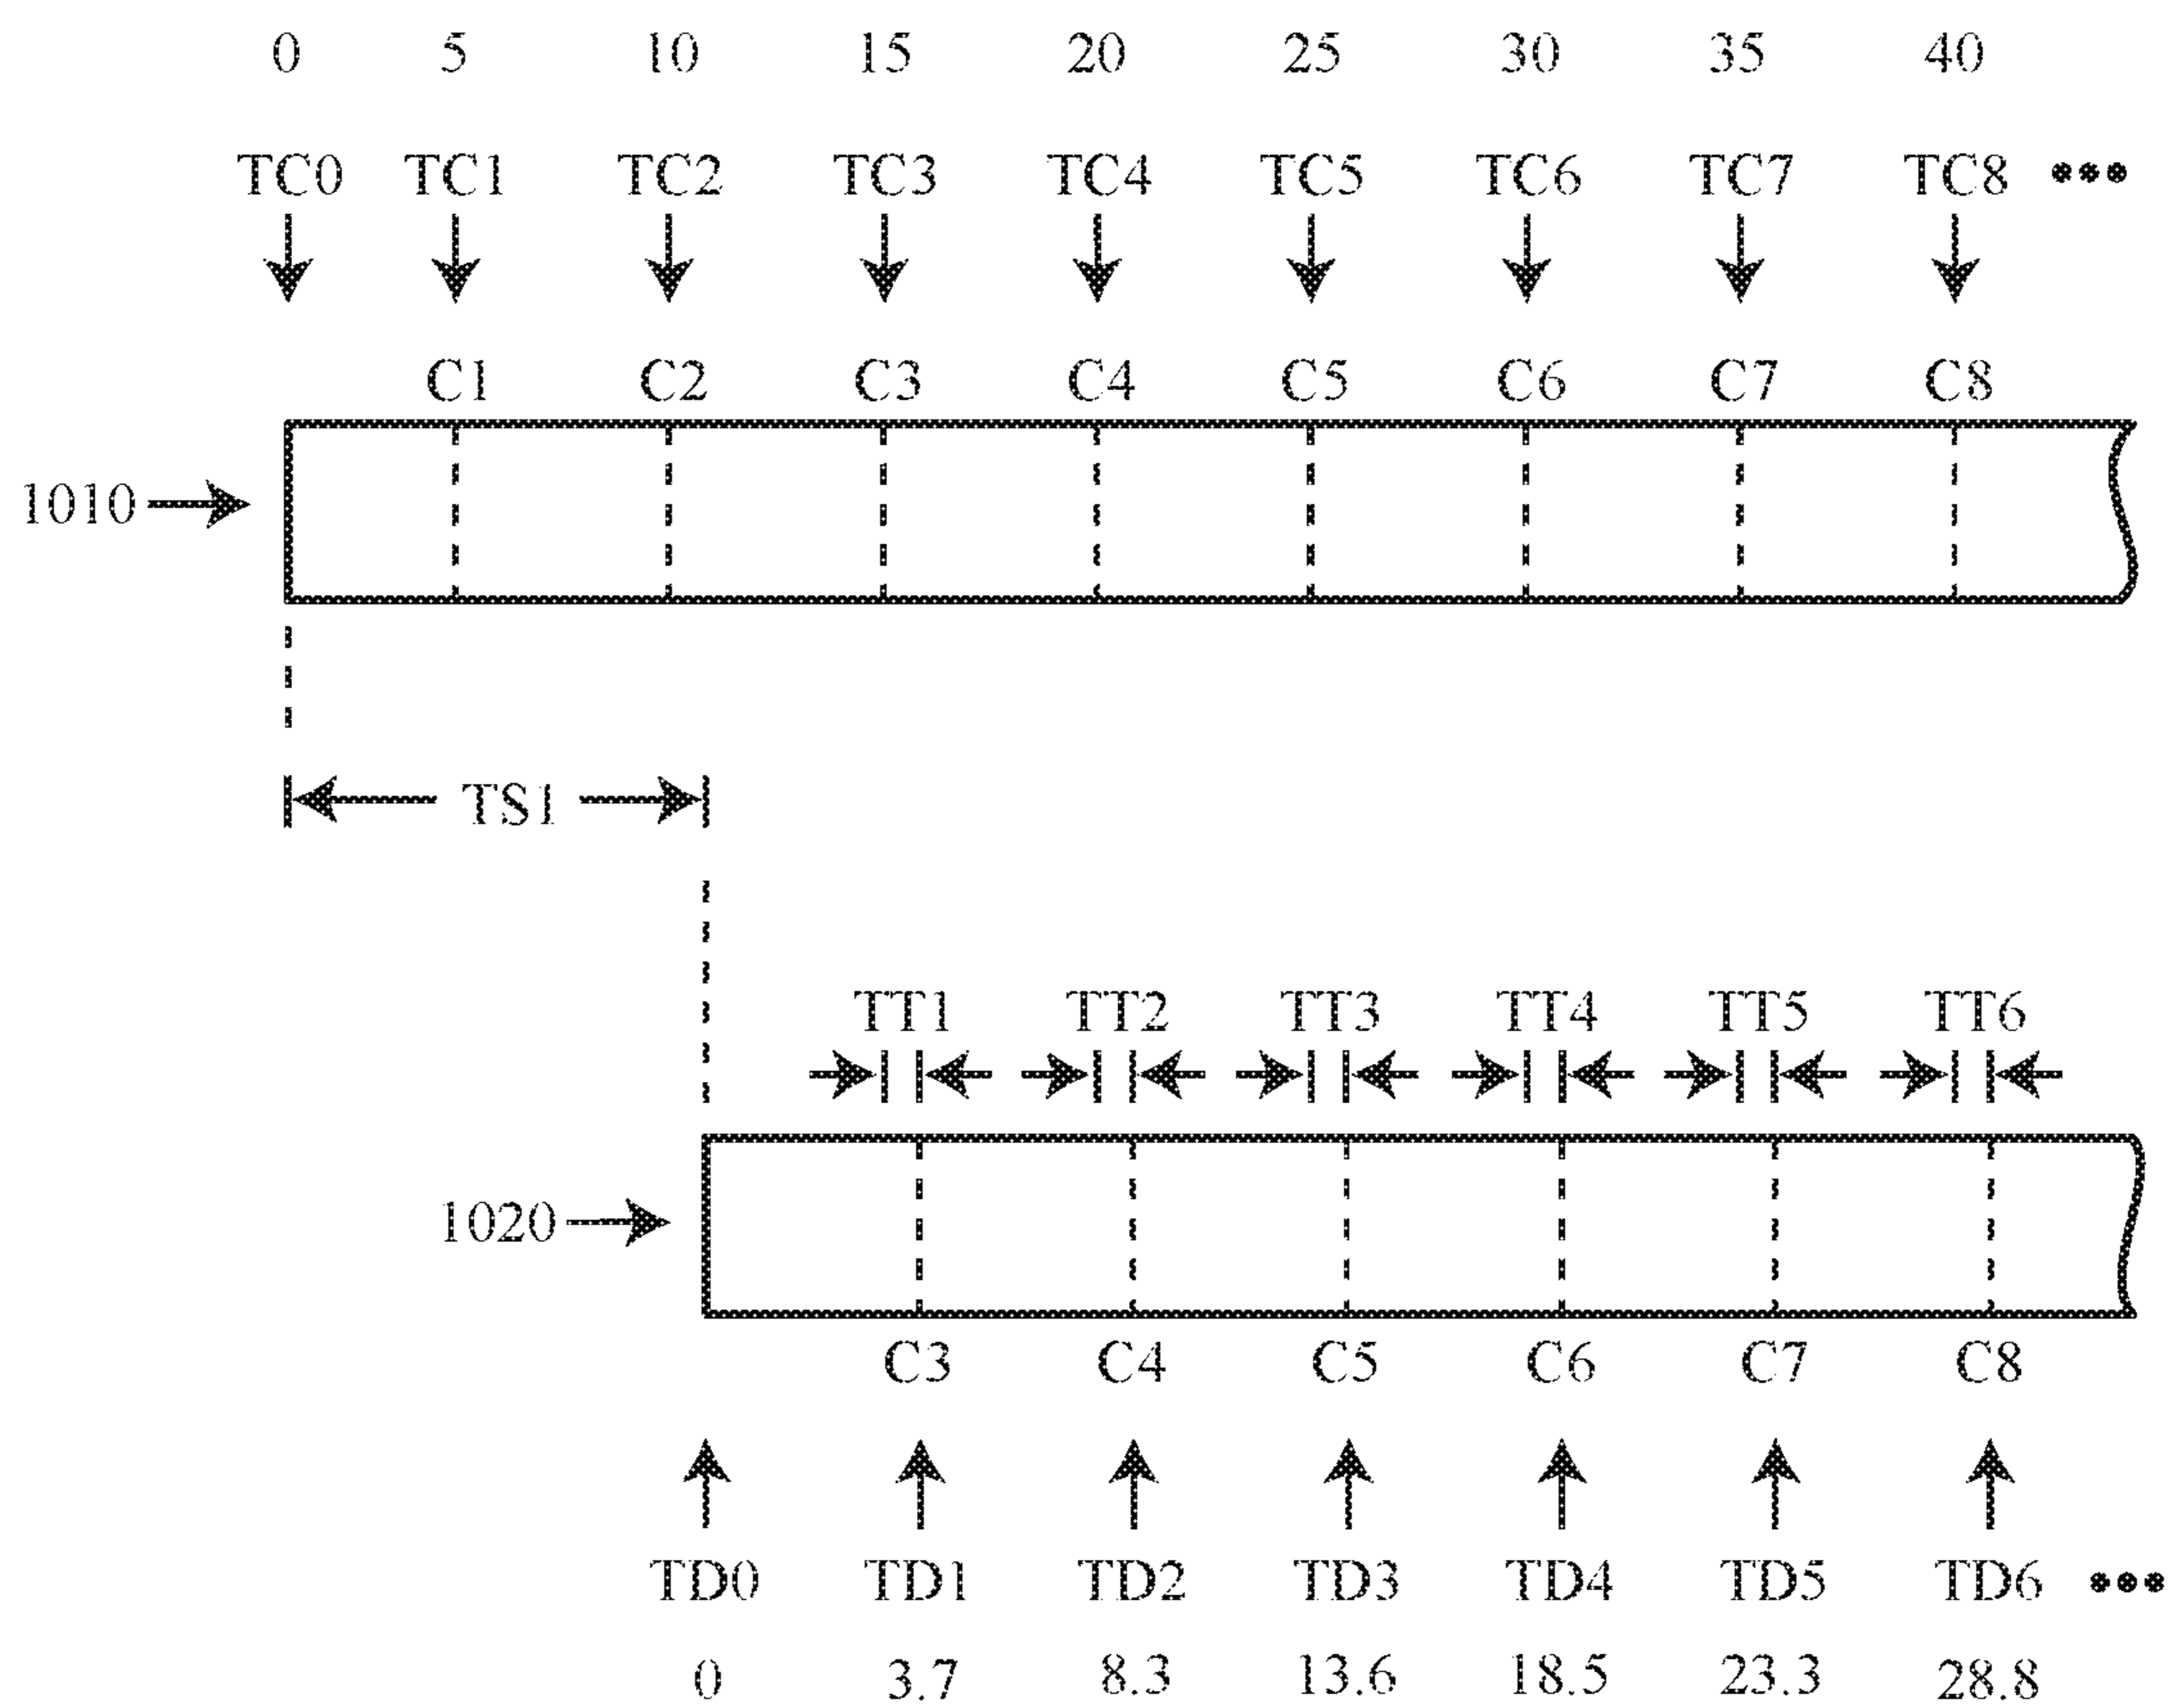 0 5 10 15 20 25 30 35 40
TC0 TC1 TC2 TC3 TC4 TC5 TC6 TC7 TC8 •••
C1 C2 C3 C4 C5 C6 C7 C8
1010
TS1
TT1 TT2 TT3 TT4 TT5 TT6
1020
C3 C4 C5 C6 C7 C8
TD0 TD1 TD2 TD3 TD4 TD5 TD6 •••
0 3.7 8.3 13.6 18.5 23.3 28.8